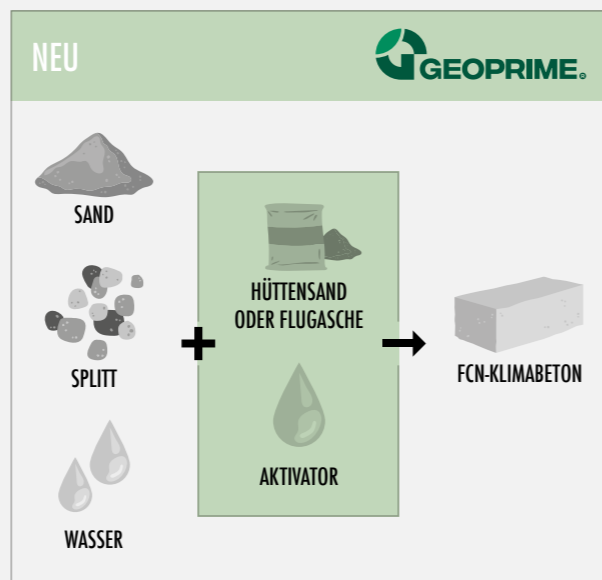 NEU
GEOPRIME®
SAND
SPLITT
WASSER
HÜTTENSAND
ODER FLUGASCHE
AKTIVATOR
FCN-KLIMABETON